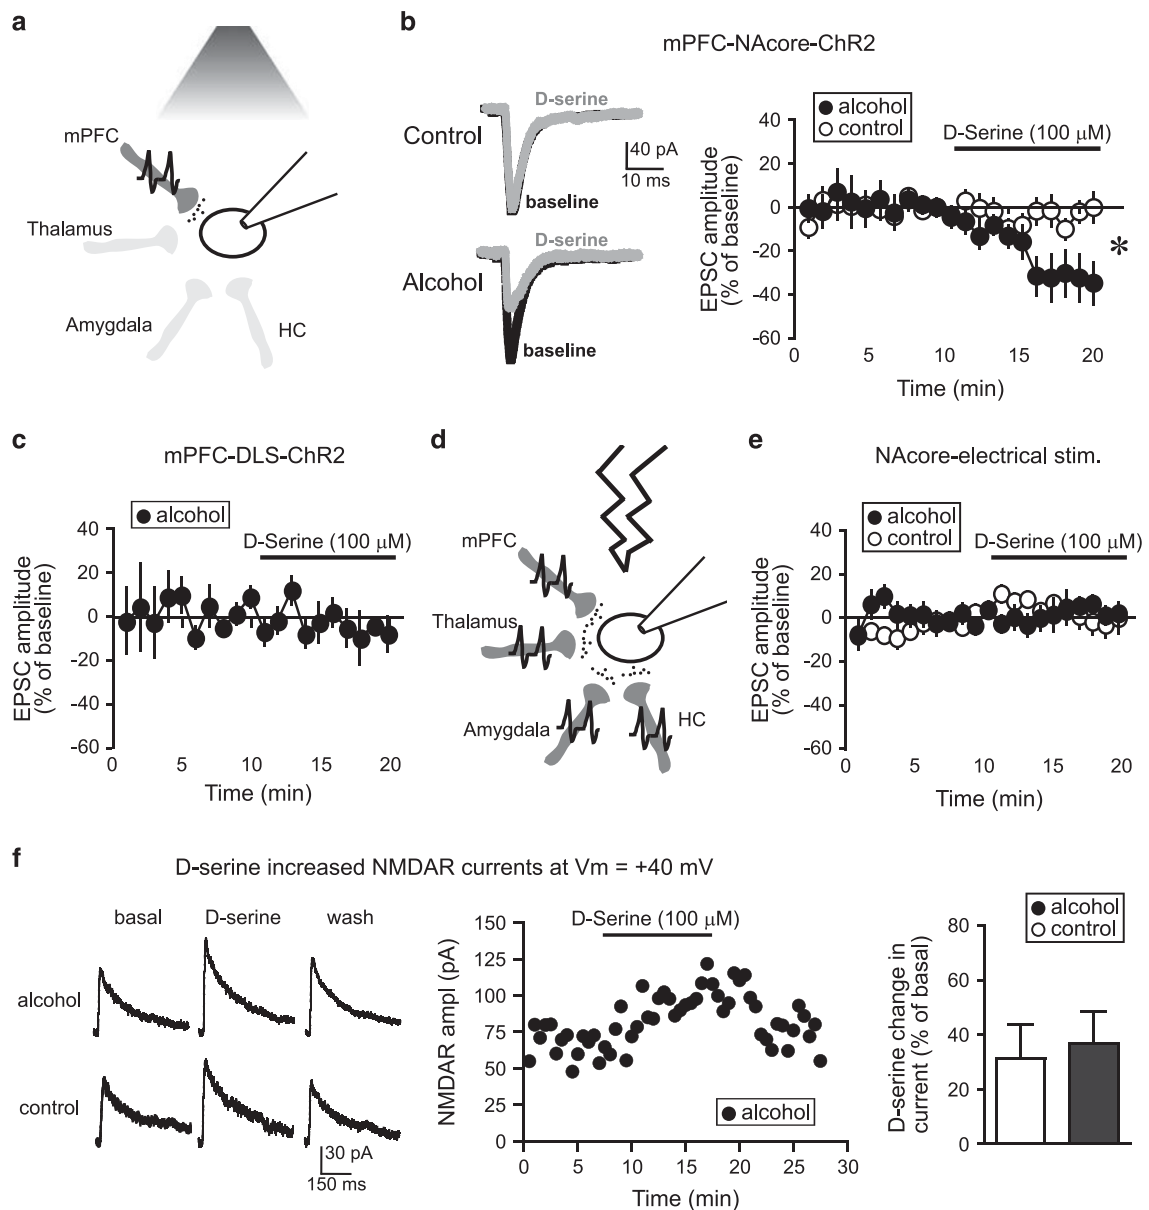 a
mPFC
Thalamus
Amygdala
HC
b
mPFC-NAcore-ChR2
Control
D-serine
baseline
40 pA
10 ms
Alcohol
D-serine
baseline
alcohol
control
D-Serine (100 μM)
EPSC amplitude
(% of baseline)
40
20
0
-20
-40
-60
*
0 5 10 15 20
Time (min)
c
mPFC-DLS-ChR2
alcohol
D-Serine (100 μM)
EPSC amplitude
(% of baseline)
40
20
0
-20
-40
-60
0 5 10 15 20
Time (min)
d
mPFC
Thalamus
Amygdala
HC
e
NAcore-electrical stim.
alcohol
control
D-Serine (100 μM)
EPSC amplitude
(% of baseline)
40
20
0
-20
-40
-60
0 5 10 15 20
Time (min)
f
D-serine increased NMDAR currents at Vm = +40 mV
basal D-serine wash
alcohol
control
30 pA
150 ms
D-Serine (100 μM)
NMDAR ampl (pA)
150
125
100
75
50
25
0
alcohol
0 5 10 15 20 25 30
Time (min)
alcohol
control
D-serine change in
current (% of basal)
80
60
40
20
0